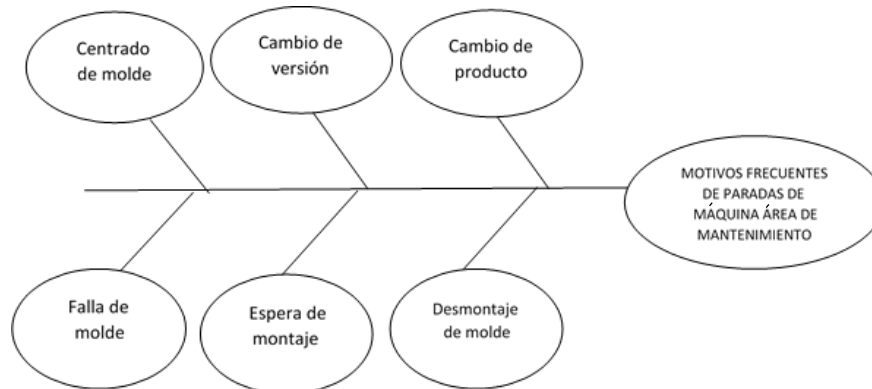 Centrado
de molde
Cambio de
versión
Cambio de
producto
MOTIVOS FRECUENTES
DE PARADAS DE
MÁQUINA ÁREA DE
MANTENIMIENTO
Falla de
molde
Espera de
montaje
Desmontaje
de molde